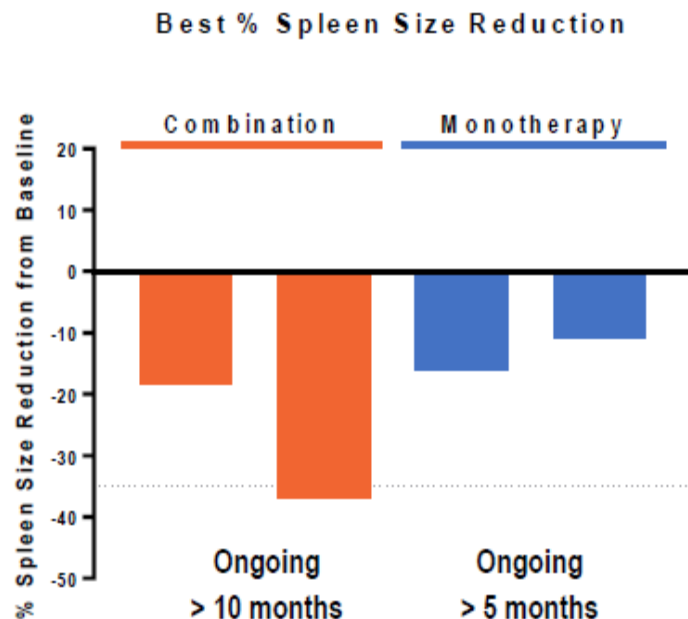 Best % Spleen Size Reduction
Combination
Monotherapy
% Spleen Size Reduction from Baseline
20
10
0
-10
-20
-30
-40
-50
Ongoing
> 10 months
Ongoing
> 5 months